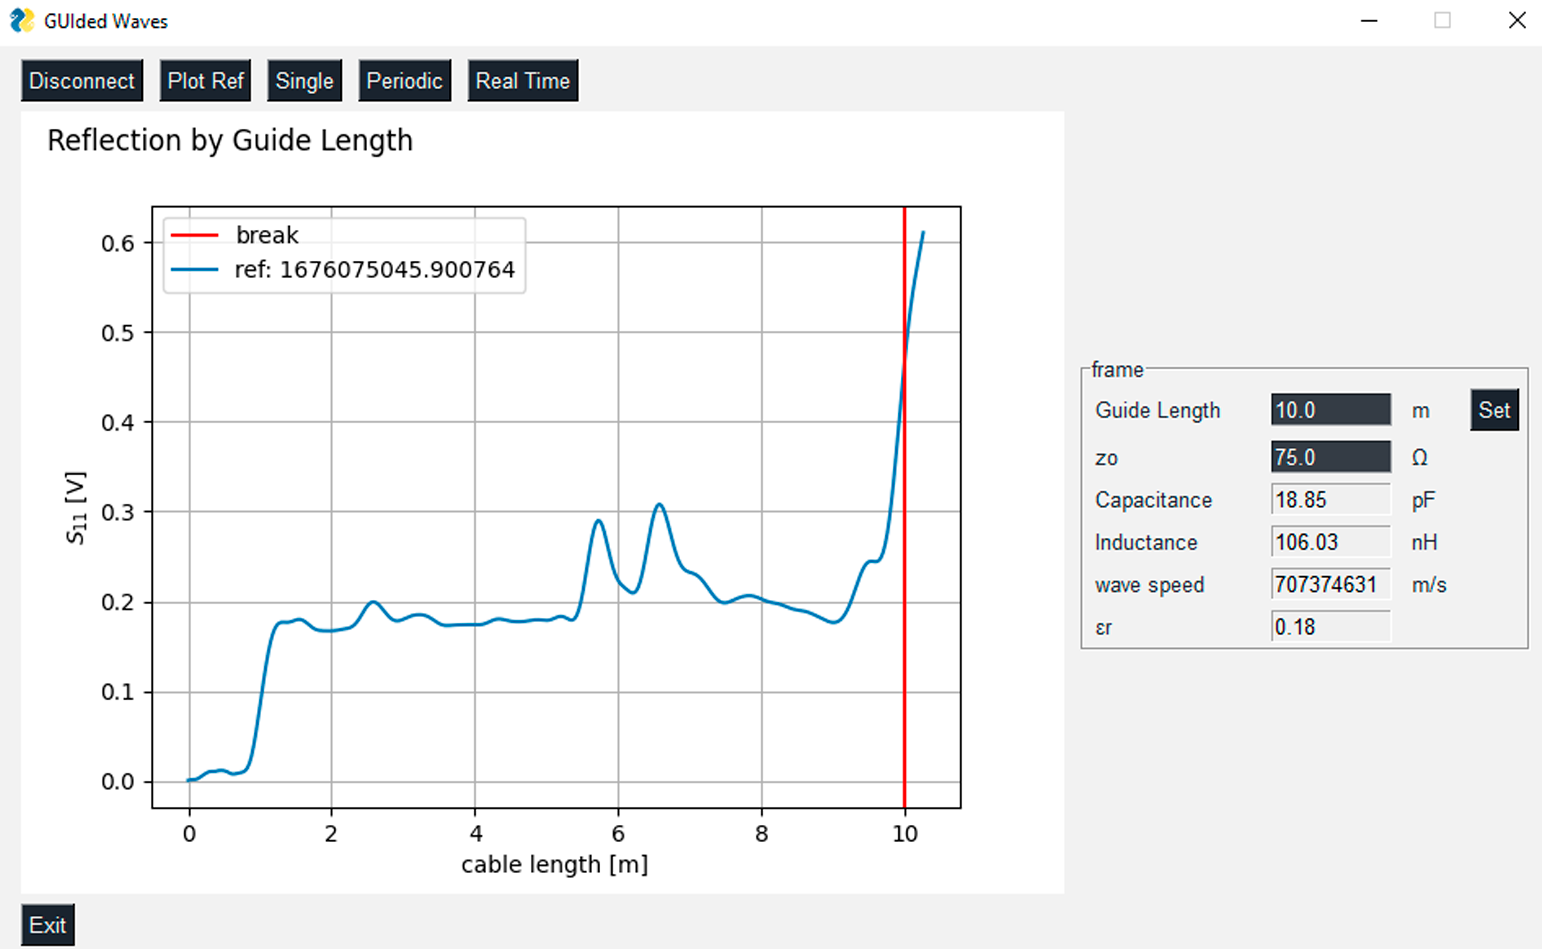 GUIded Waves
Disconnect Plot Ref Single Periodic Real Time
Reflection by Guide Length
break
ref: 1676075045.900764
0.6
0.5
0.4
0.3
0.2
0.1
0.0
S11 [V]
0 2 4 6 8 10
cable length [m]
frame
Guide Length 10.0 m Set
zo 75.0 Ω
Capacitance 18.85 pF
Inductance 106.03 nH
wave speed 707374631 m/s
εr 0.18
Exit